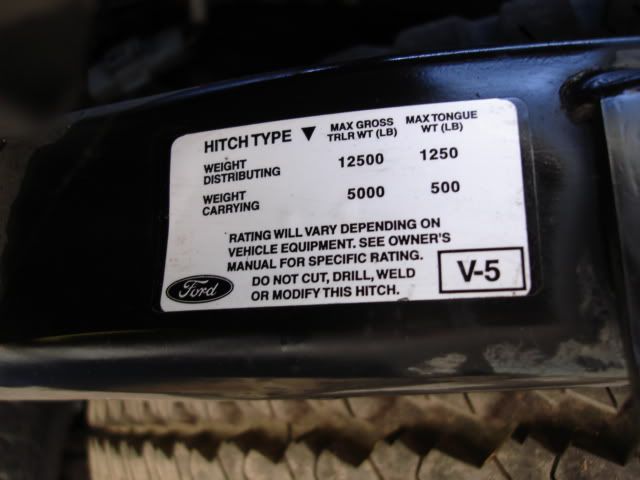 HITCH TYPE ▼ MAX GROSS TRLR WT (LB) MAX TONGUE WT (LB)
WEIGHT DISTRIBUTING 12500 1250
WEIGHT CARRYING 5000 500
RATING WILL VARY DEPENDING ON
VEHICLE EQUIPMENT. SEE OWNER'S
MANUAL FOR SPECIFIC RATING.
DO NOT CUT, DRILL, WELD
OR MODIFY THIS HITCH.
Ford
V-5